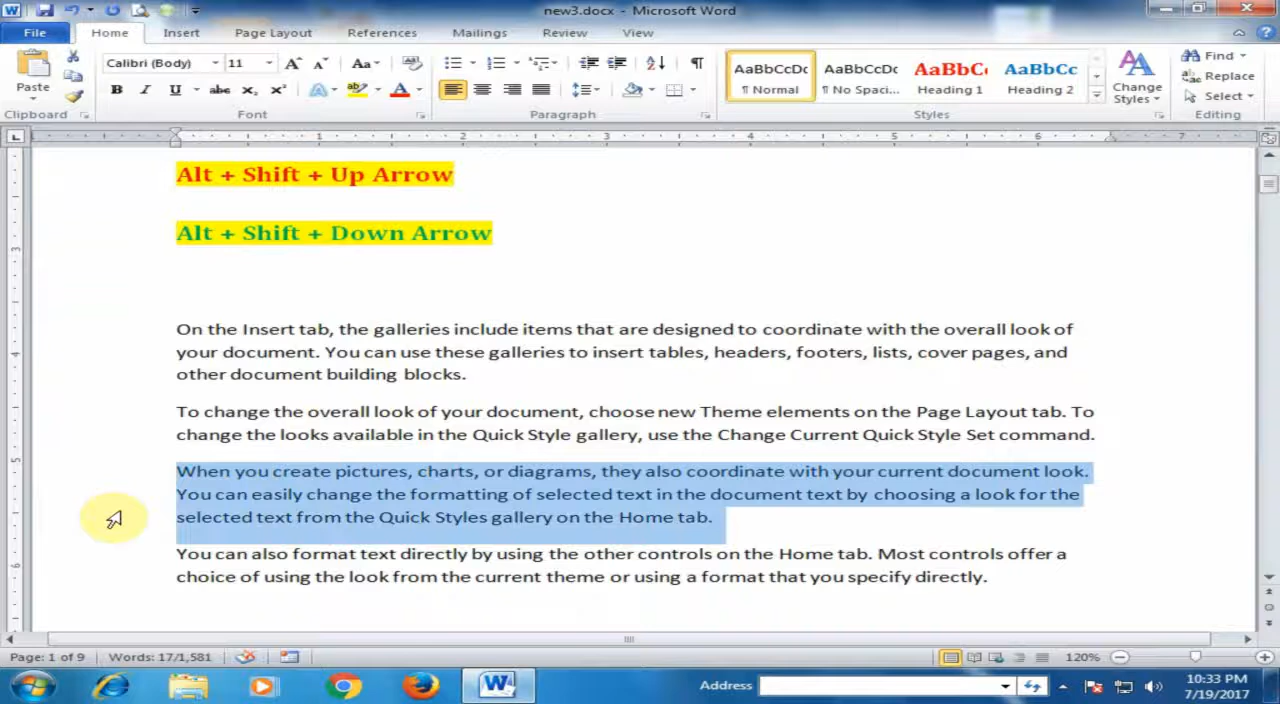 new3.docx - Microsoft Word
File Home Insert Page Layout References Mailings Review View
Paste
Calibri (Body) 11
AaBbCcDc AaBbCcDc AaBbC AaBbCc
¶ Normal ¶ No Spaci... Heading 1 Heading 2
Change Styles
Find
Replace
Select
Clipboard Font Paragraph Styles Editing
1 2 3 4 5 6 7
Alt + Shift + Up Arrow
Alt + Shift + Down Arrow
On the Insert tab, the galleries include items that are designed to coordinate with the overall look of
your document. You can use these galleries to insert tables, headers, footers, lists, cover pages, and
other document building blocks.
To change the overall look of your document, choose new Theme elements on the Page Layout tab. To
change the looks available in the Quick Style gallery, use the Change Current Quick Style Set command.
When you create pictures, charts, or diagrams, they also coordinate with your current document look.
You can easily change the formatting of selected text in the document text by choosing a look for the
selected text from the Quick Styles gallery on the Home tab.
You can also format text directly by using the other controls on the Home tab. Most controls offer a
choice of using the look from the current theme or using a format that you specify directly.
Page: 1 of 9 Words: 17/1,581 120%
Address
10:33 PM
7/19/2017